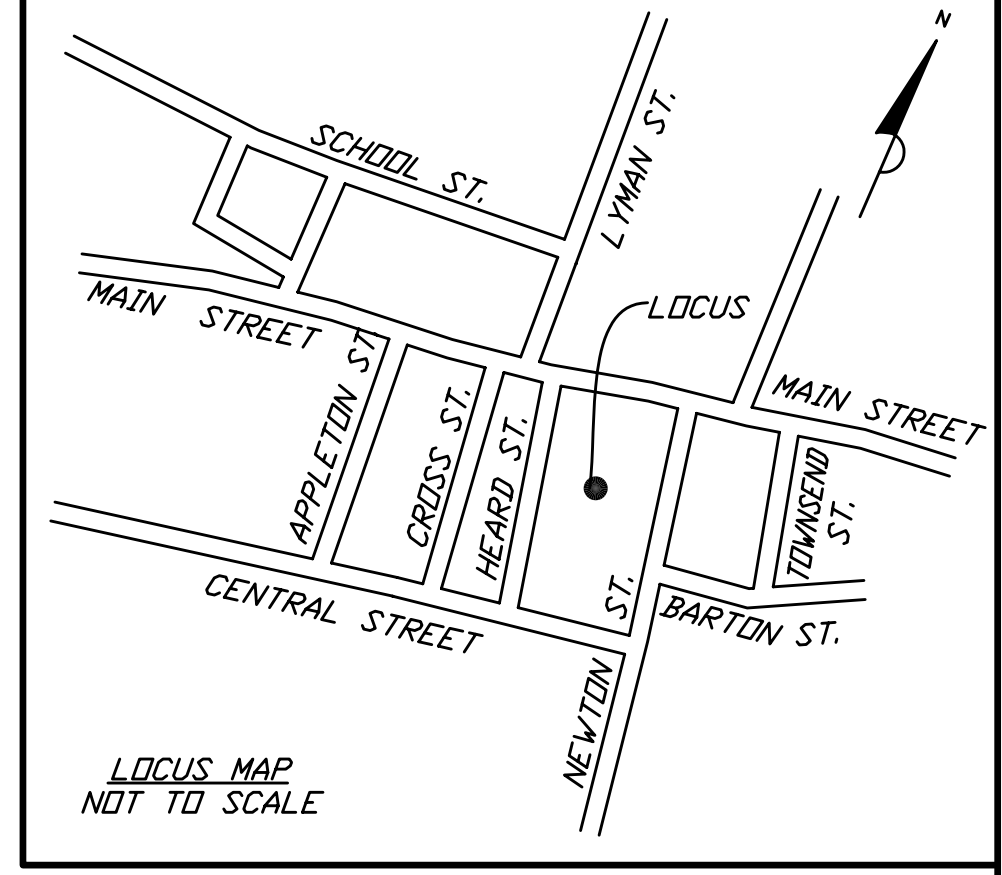 N
SCHOOL ST.
LYMAN ST.
MAIN STREET
LOCUS
APPLETON ST.
CROSS ST.
HEARD ST.
MAIN STREET
TOWNSEND
ST.
CENTRAL STREET
NEWTON ST.
BARTON ST.
LOCUS MAP
NOT TO SCALE